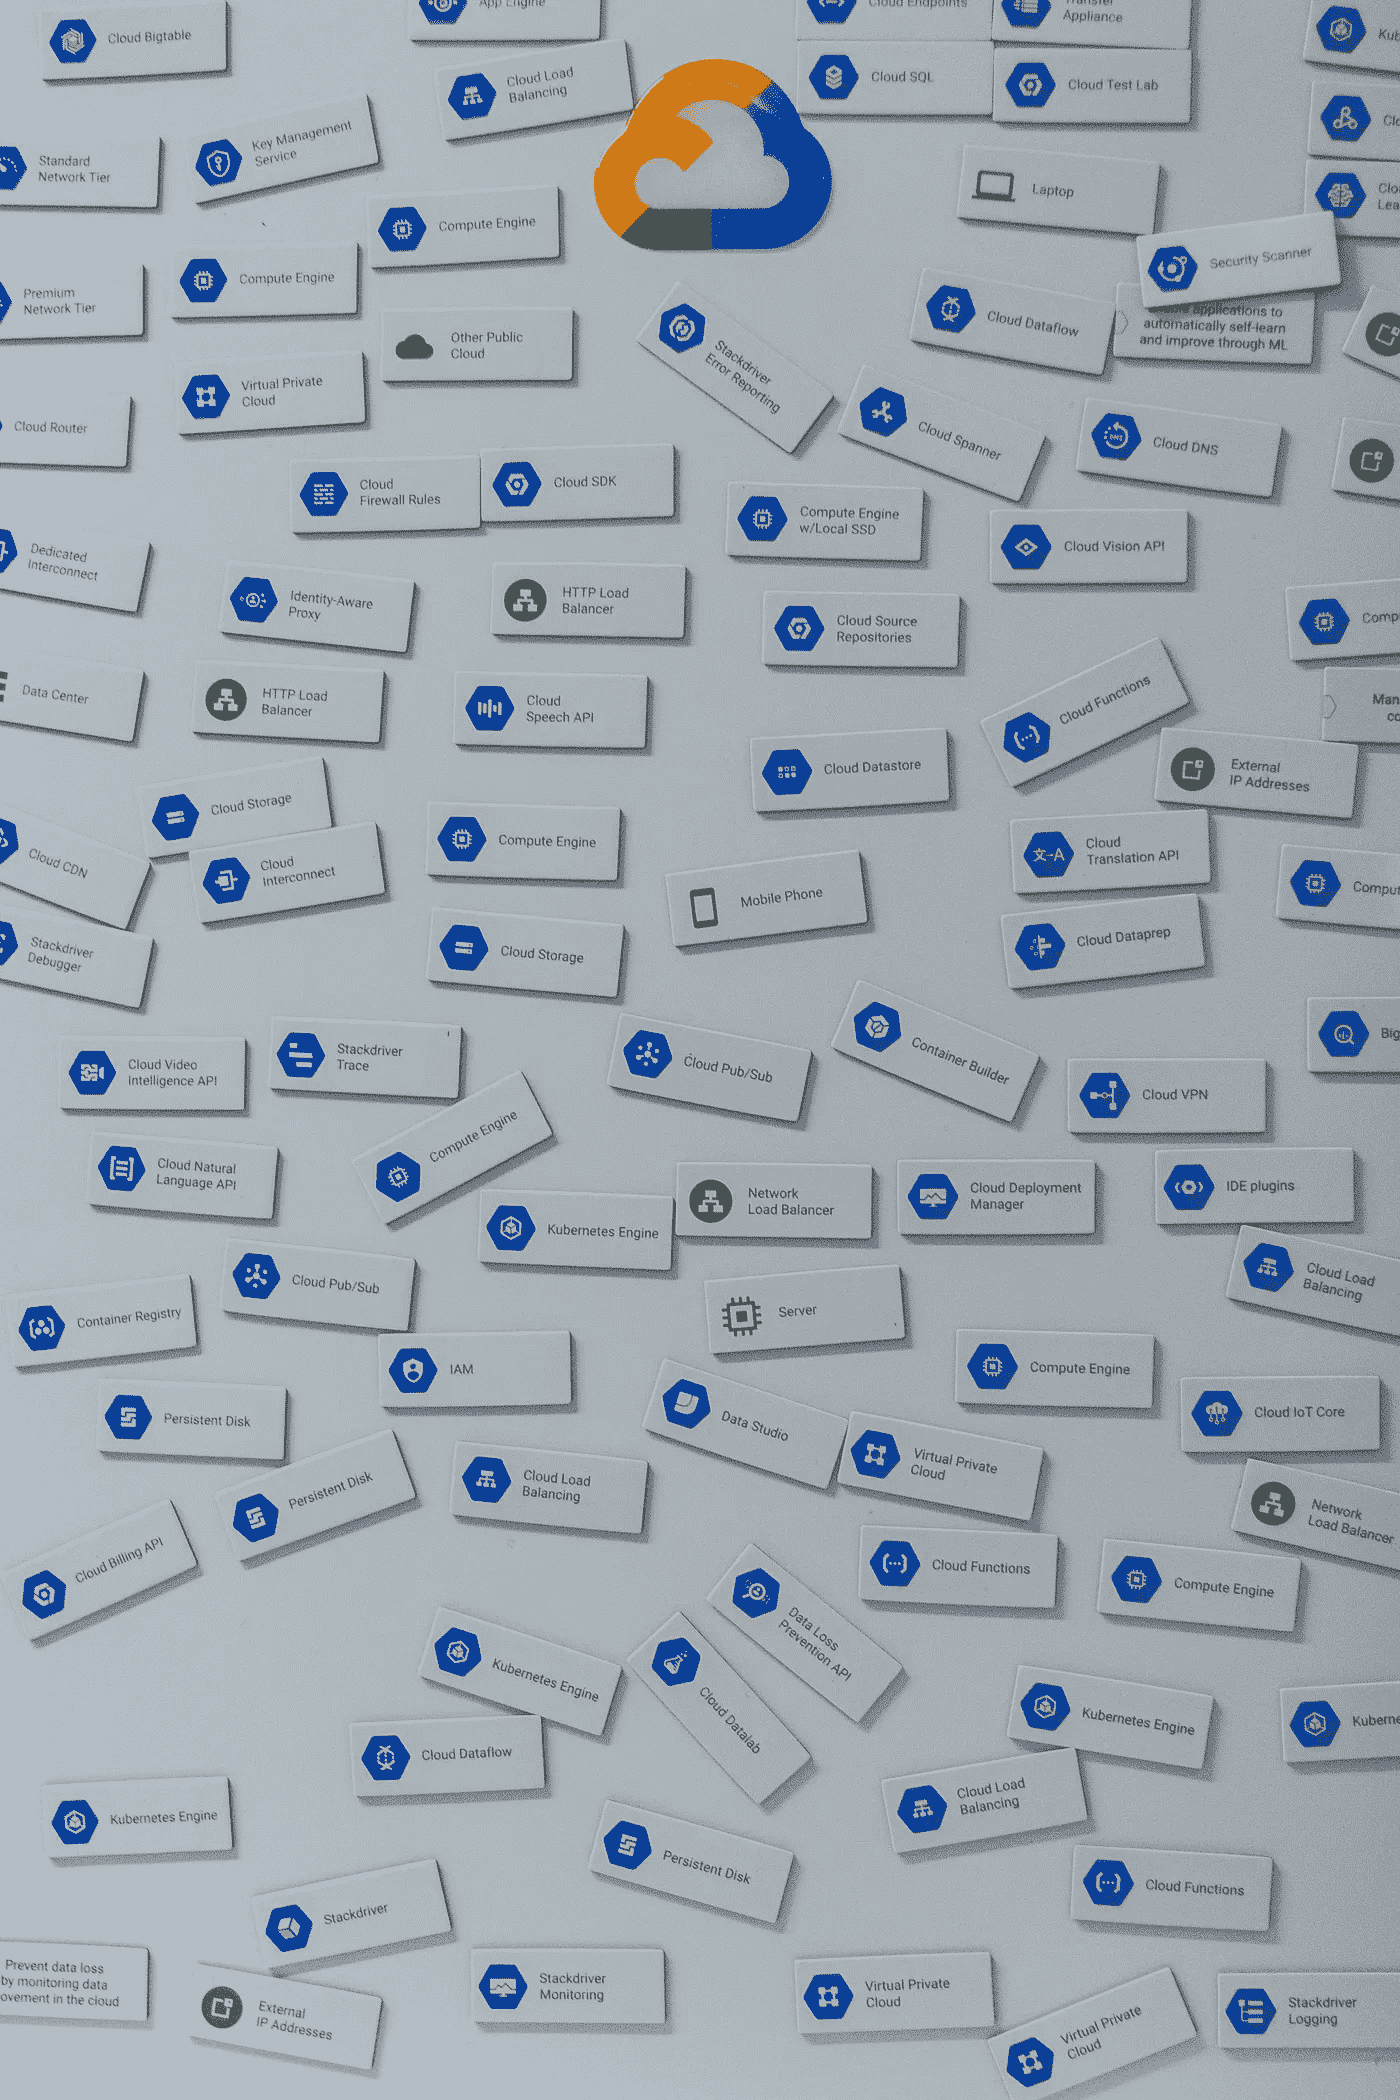 Cloud Bigtable
App Engine
Cloud Endpoints
Transfer
Appliance
Cloud Load
Balancing
Cloud SQL
Cloud Test Lab
Standard
Network Tier
Key Management
Service
Laptop
Compute Engine
Security Scanner
Compute Engine
Premium
Network Tier
Other Public
Cloud
Stackdriver
Error Reporting
Cloud Dataflow
applications to
automatically self-learn
and improve through ML
Virtual Private
Cloud
Cloud Router
Cloud Spanner
Cloud DNS
Cloud
Firewall Rules
Cloud SDK
Compute Engine
w/Local SSD
Cloud Vision API
Dedicated
Interconnect
Identity-Aware
Proxy
HTTP Load
Balancer
Cloud Source
Repositories
Data Center
HTTP Load
Balancer
Cloud
Speech API
Cloud Functions
Cloud Datastore
External
IP Addresses
Cloud Storage
Cloud CDN
Cloud
Interconnect
Compute Engine
Cloud
Translation API
Mobile Phone
Cloud Dataprep
Stackdriver
Debugger
Cloud Storage
Cloud Video
Intelligence API
Stackdriver
Trace
Cloud Pub/Sub
Container Builder
Cloud VPN
Compute Engine
Cloud Natural
Language API
Kubernetes Engine
Network
Load Balancer
Cloud Deployment
Manager
IDE plugins
Cloud Pub/Sub
Cloud Load
Balancing
Container Registry
Server
IAM
Compute Engine
Persistent Disk
Data Studio
Cloud IoT Core
Persistent Disk
Cloud Load
Balancing
Virtual Private
Cloud
Network
Load Balancer
Cloud Billing API
Cloud Functions
Compute Engine
Data Loss
Prevention API
Kubernetes Engine
Cloud Datalab
Kubernetes Engine
Cloud Dataflow
Kubernetes Engine
Cloud Load
Balancing
Persistent Disk
Cloud Functions
Stackdriver
Prevent data loss
by monitoring data
ovement in the cloud
External
IP Addresses
Stackdriver
Monitoring
Virtual Private
Cloud
Virtual Private
Cloud
Stackdriver
Logging